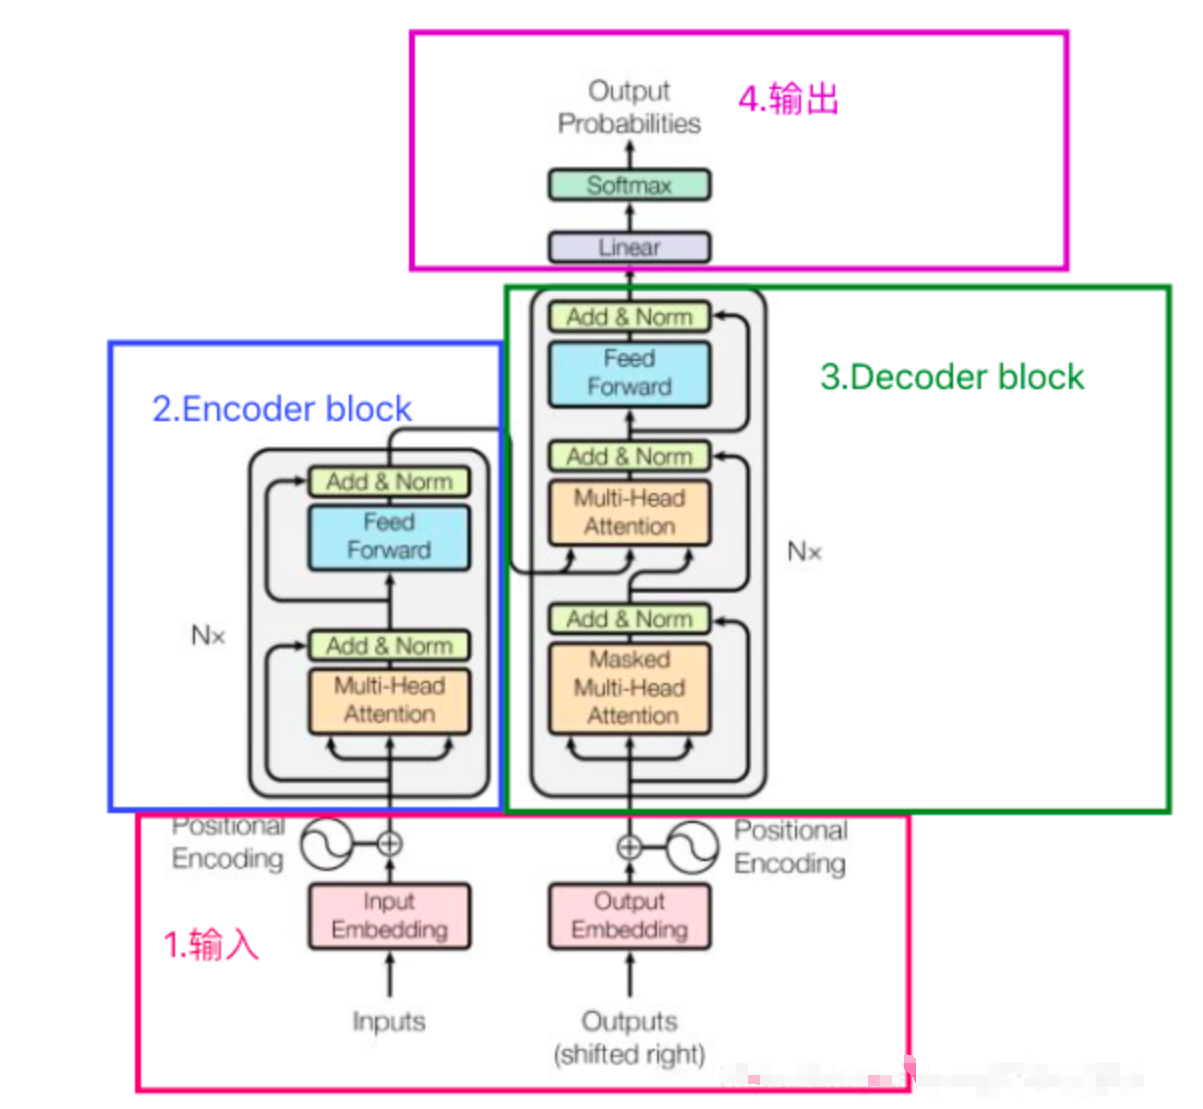 4.输出
Output
Probabilities
Softmax
Linear
3.Decoder block
Add & Norm
Feed
Forward
Add & Norm
Multi-Head
Attention
N×
Add & Norm
Masked
Multi-Head
Attention
2.Encoder block
Add & Norm
Feed
Forward
N×
Add & Norm
Multi-Head
Attention
Positional
Encoding
Positional
Encoding
1.输入
Input
Embedding
Output
Embedding
Inputs
Outputs
(shifted right)